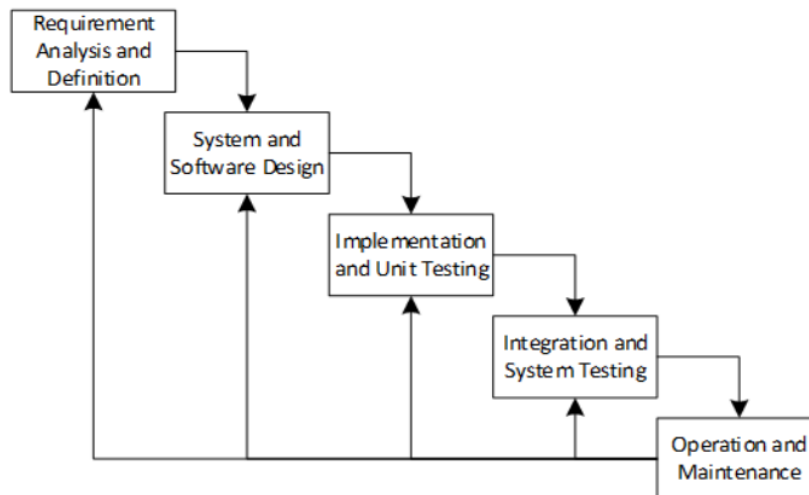 Requirement
Analysis and
Definition
System and
Software Design
Implementation
and Unit Testing
Integration and
System Testing
Operation and
Maintenance